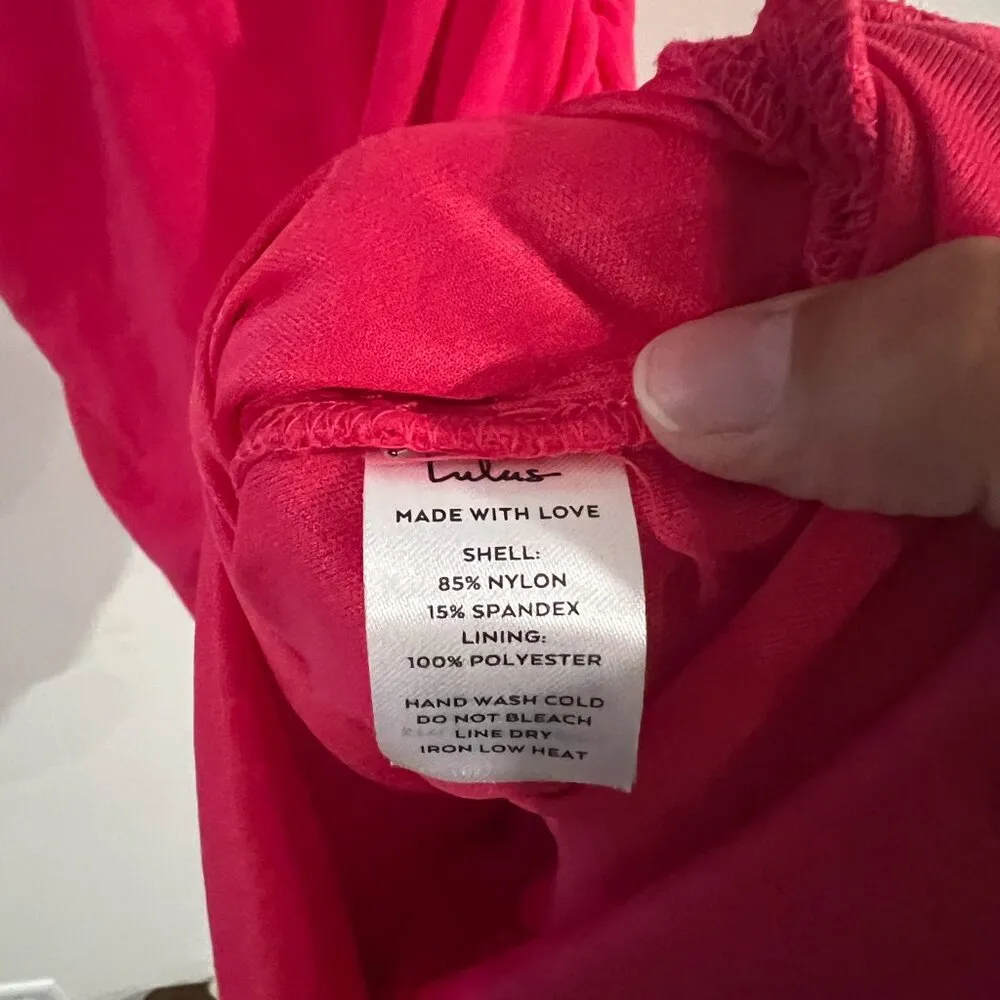 Lulus
MADE WITH LOVE
SHELL:
85% NYLON
15% SPANDEX
LINING:
100% POLYESTER
HAND WASH COLD
DO NOT BLEACH
LINE DRY
IRON LOW HEAT